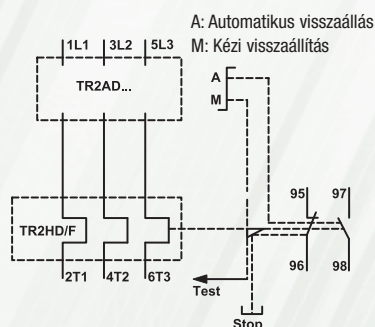 A: Automatikus visszaállás
M: Kézi visszaállítás
1L1 3L2 5L3
TR2AD...
A
M
95 97
TR2HD/F
2T1 4T2 6T3
96 98
Test
Stop